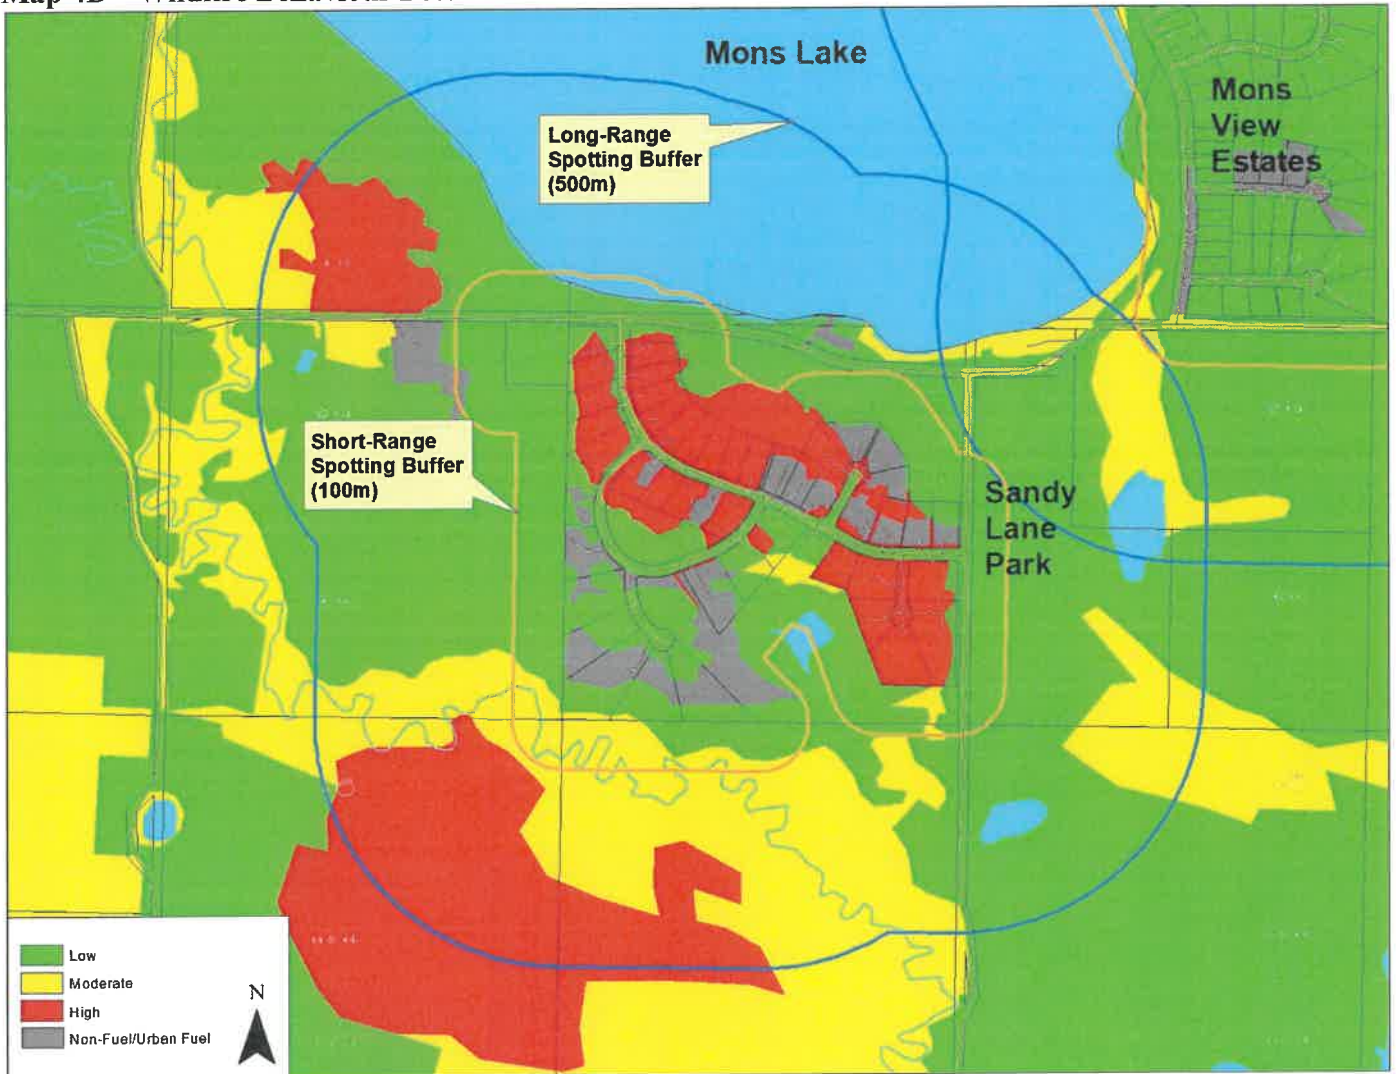 Mons Lake
Mons
View
Estates
Long-Range
Spotting Buffer
(500m)
Short-Range
Spotting Buffer
(100m)
Sandy
Lane
Park
Low
Moderate
High
Non-Fuel/Urban Fuel
N